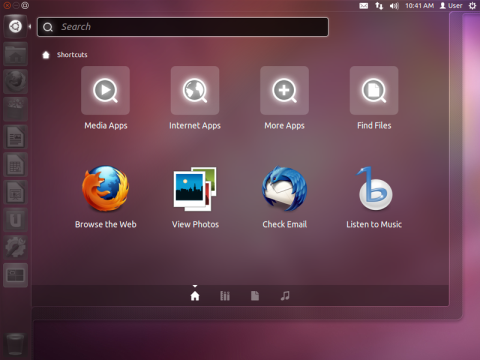 10:41 AM User
Search
Shortcuts
Media Apps Internet Apps More Apps Find Files
Browse the Web View Photos Check Email Listen to Music